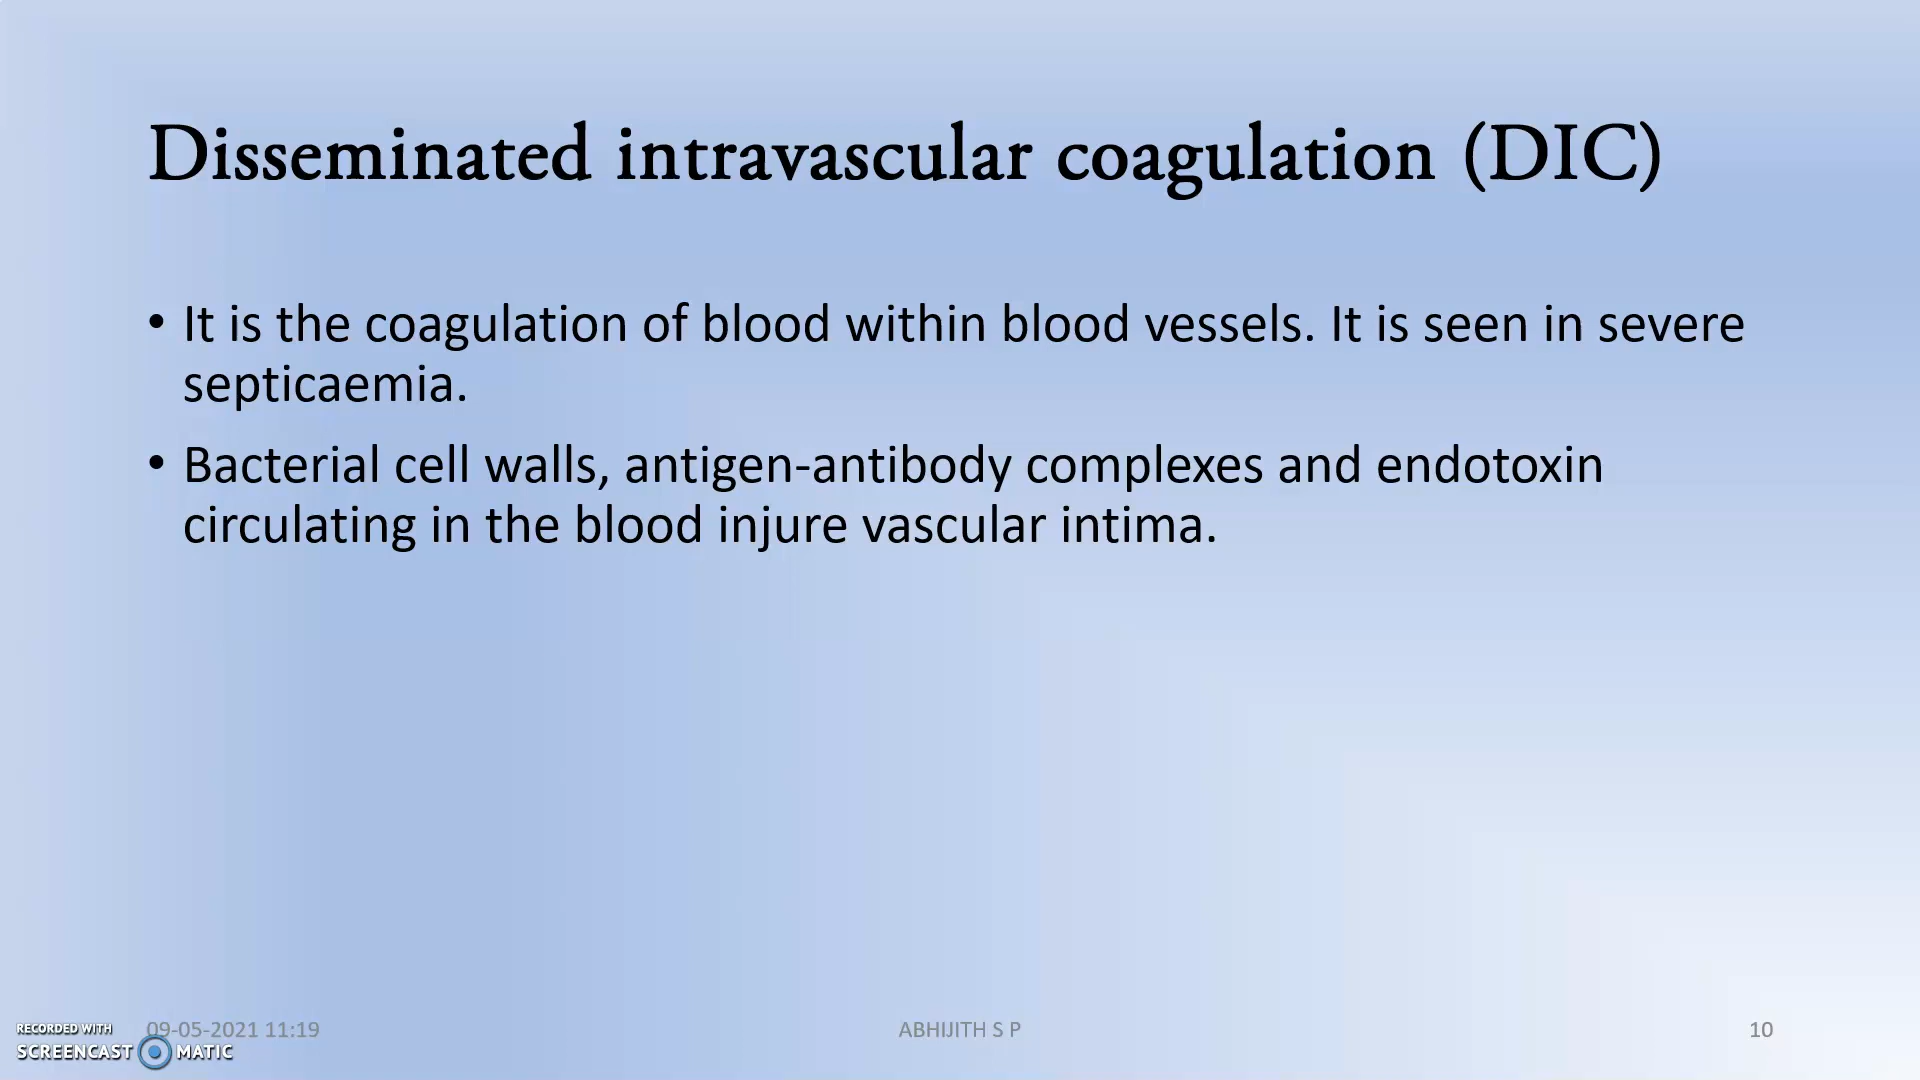 Disseminated intravascular coagulation (DIC)
• It is the coagulation of blood within blood vessels. It is seen in severe
septicaemia.
• Bacterial cell walls, antigen-antibody complexes and endotoxin
circulating in the blood injure vascular intima.
RECORDED WITH
SCREENCAST MATIC
09-05-2021 11:19
ABHIJITH S P
10